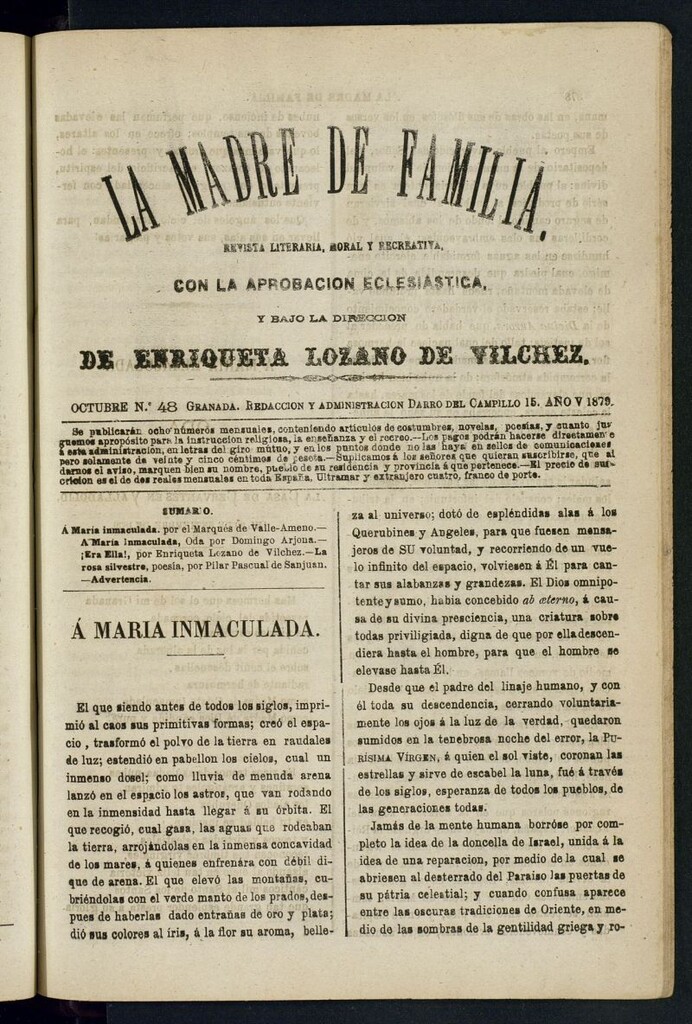 LA MADRE DE FAMILIA.
REVISTA LITERARIA, MORAL Y RECREATIVA,
CON LA APROBACION ECLESIÁSTICA,
Y BAJO LA DIRECCION
DE ENRIQUETA LOZANO DE VILCHEZ.
OCTUBRE N.º 48 GRANADA. REDACCION Y ADMINISTRACION DARRO DEL CAMPILLO 15. AÑO V 1879.
Se publicarán ocho números mensuales, conteniendo artículos de costumbres, novelas, poesías, y cuanto juz
guemos apropósito para la instruccion religiosa, la enseñanza y el recreo.—Los pagos podrán hacerse directamente
á esta administracion, en letras del giro mútuo, y en los puntos donde no las haya en sellos de comunicaciones
pero solamente de veinte y cinco céntimos de peseta.—Suplicamos á los señores que quieran suscribirse, que al
darnos el aviso, marquen bien su nombre, pueblo de su residencia y provincia á que pertenece.—El precio de sus
cricion es el de dos reales mensuales en toda España, Ultramar y extranjero cuatro, franco de porte.
SUMARIO.
Á María inmaculada. por el Marqués de Valle-Ameno.—
A María Inmaculada, Oda por Domingo Arjona.—
¡Era Ella!, por Enriqueta Lozano de Vilchez.—La
rosa silvestre, poesía, por Pilar Pascual de Sanjuan.
—Advertencia.
Á MARIA INMACULADA.
El que siendo antes de todos los siglos, impri-
mió al caos sus primitivas formas; creó el espa-
cio , trasformó el polvo de la tierra en raudales
de luz; estendió en pabellon los cielos, cual un
inmenso dosel; como lluvia de menuda arena
lanzó en el espacio los astros, que van rodando
en la inmensidad hasta llegar á su órbita. El
que recogió, cual gasa, las aguas que rodeaban
la tierra, arrojándolas en la inmensa concavidad
de los mares, á quienes enfrenára con débil di-
que de arena. El que elevó las montañas, cu-
briéndolas con el verde manto de los prados, des-
pues de haberlas dado entrañas de oro y plata;
dió sus colores al íris, á la flor su aroma, belle-
za al universo; dotó de espléndidas alas á los
Querubines y Angeles, para que fuesen mensa-
jeros de SU voluntad, y recorriendo de un vue-
lo infinito del espacio, volviesen á Él para can-
tar sus alabanzas y grandezas. El Dios omnipo-
tente y sumo, habia concebido ab æterno, á cau-
sa de su divina presciencia, una criatura sobre
todas priviligiada, digna de que por ella descen-
diera hasta el hombre, para que el hombre se
elevase hasta Él.
Desde que el padre del linaje humano, y con
él toda su descendencia, cerrando voluntaria-
mente los ojos á la luz de la verdad, quedaron
sumidos en la tenebrosa noche del error, la PU-
RÍSIMA VÍRGEN, á quien el sol viste, coronan las
estrellas y sirve de escabel la luna, fué á través
de los siglos, esperanza de todos los pueblos, de
las generaciones todas.
Jamás de la mente humana borróse por com-
pleto la idea de la doncella de Israel, unida á la
idea de una reparacion, por medio de la cual se
abriesen al desterrado del Paraiso las puertas de
su pátria celestial; y cuando confusa aparece
entre las oscuras tradiciones de Oriente, en me-
dio de las sombras de la gentilidad griega y ro-